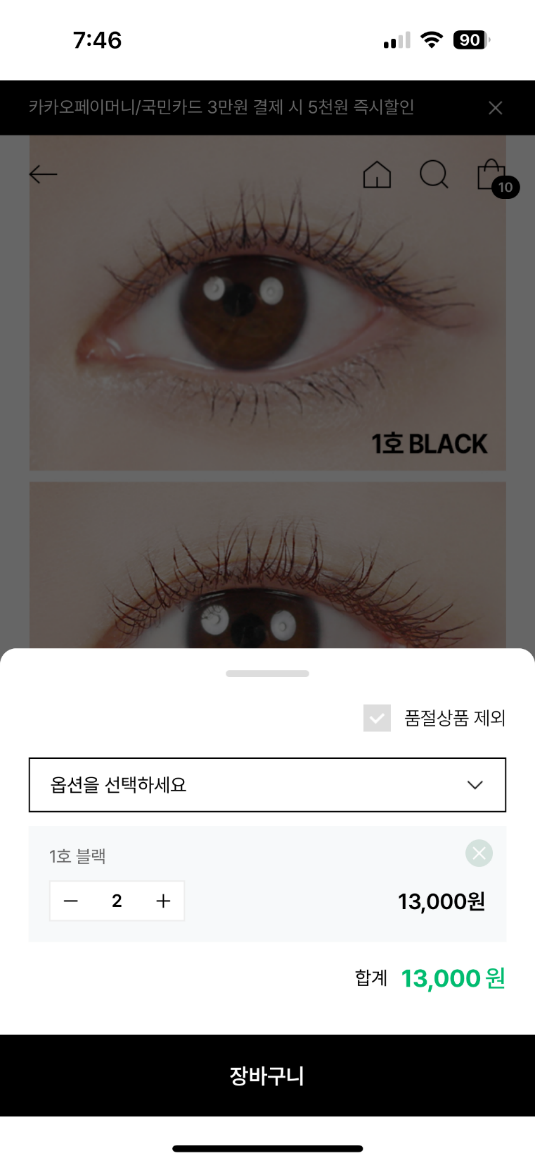 7:46
90
카카오페이머니/국민카드 3만원 결제 시 5천원 즉시할인
10
1호 BLACK
품절상품 제외
옵션을 선택하세요
1호 블랙
2
13,000원
합계 13,000 원
장바구니